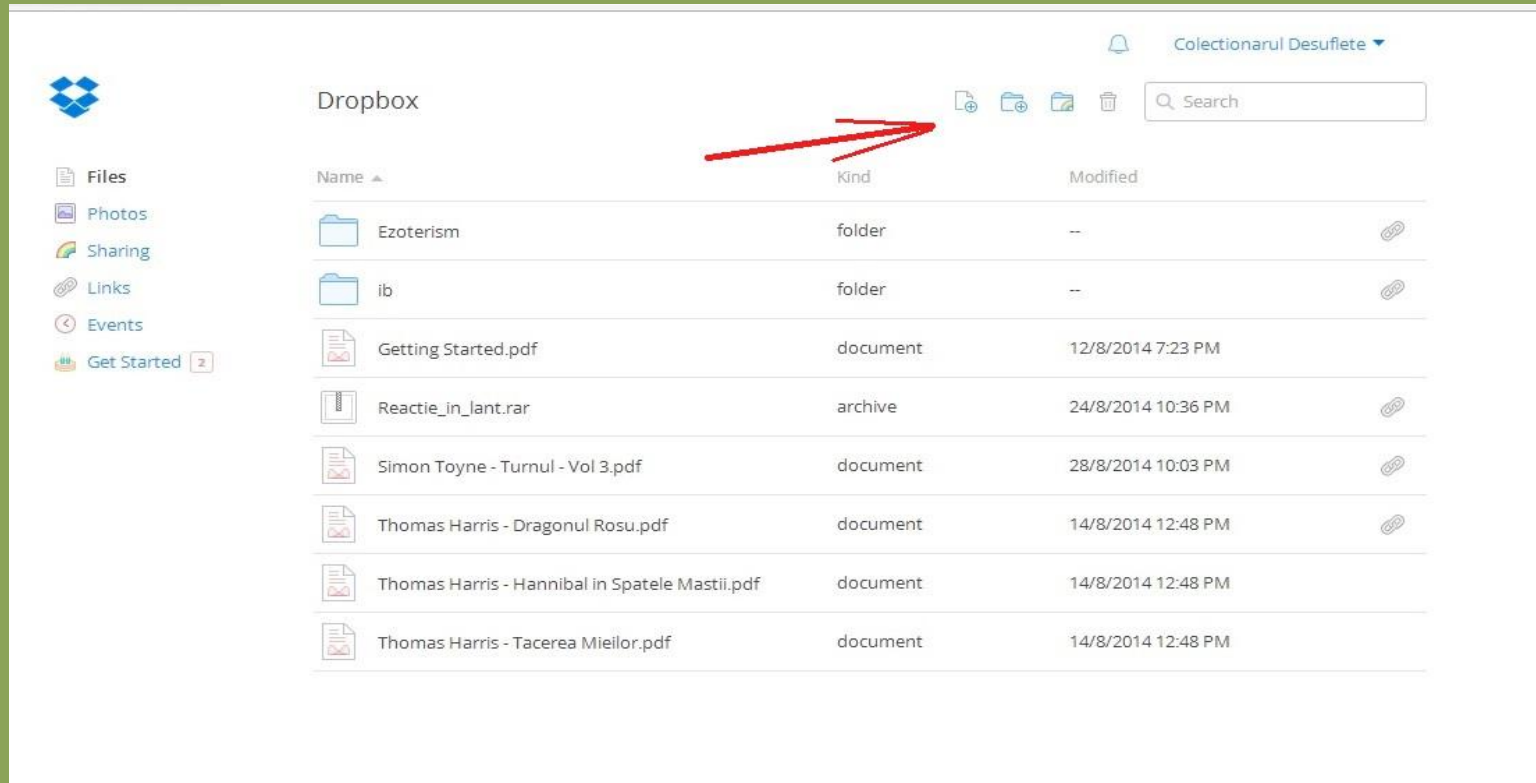 Colectionarul Desuflete
Dropbox
Search
Files
Photos
Sharing
Links
Events
Get Started 2
Name Kind Modified
Ezoterism folder --
ib folder --
Getting Started.pdf document 12/8/2014 7:23 PM
Reactie_in_lant.rar archive 24/8/2014 10:36 PM
Simon Toyne - Turnul - Vol 3.pdf document 28/8/2014 10:03 PM
Thomas Harris - Dragonul Rosu.pdf document 14/8/2014 12:48 PM
Thomas Harris - Hannibal in Spatele Mastii.pdf document 14/8/2014 12:48 PM
Thomas Harris - Tacerea Mieilor.pdf document 14/8/2014 12:48 PM